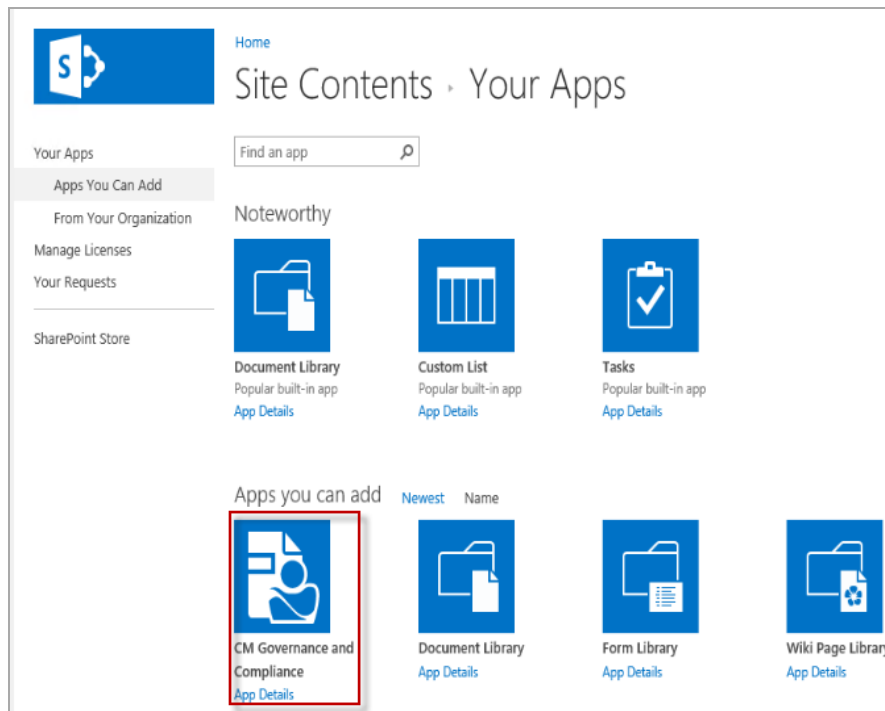 S
Home
Site Contents › Your Apps
Find an app
Your Apps
Apps You Can Add
From Your Organization
Manage Licenses
Your Requests
SharePoint Store
Noteworthy
Document Library
Popular built-in app
App Details
Custom List
Popular built-in app
App Details
Tasks
Popular built-in app
App Details
Apps you can add Newest Name
CM Governance and
Compliance
App Details
Document Library
App Details
Form Library
App Details
Wiki Page Library
App Details